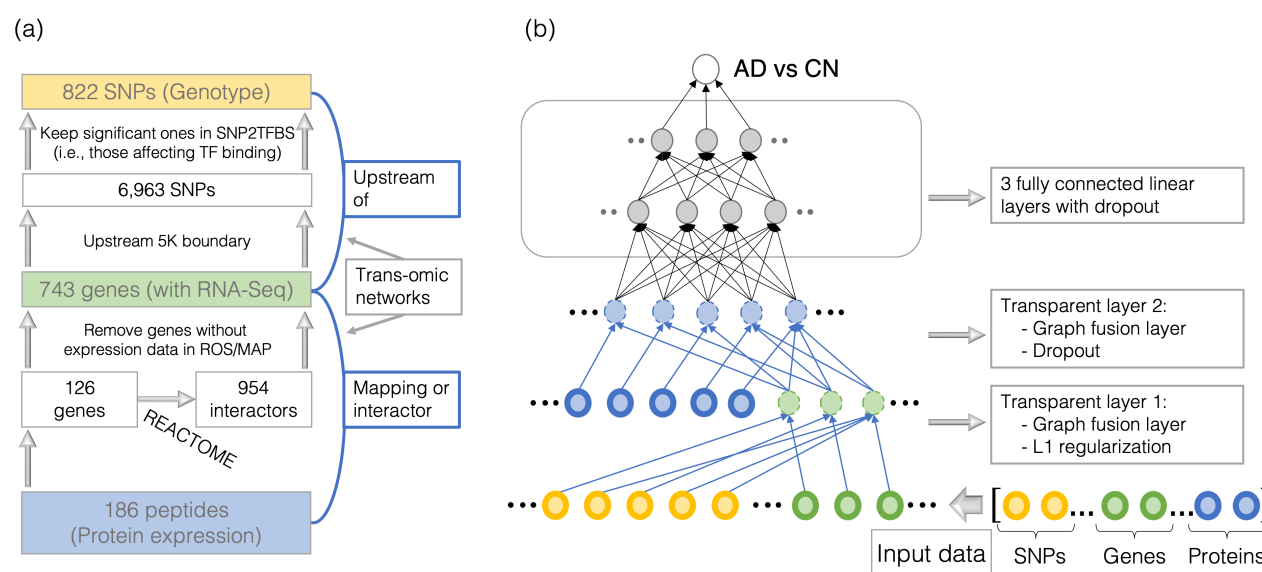 (a)
822 SNPs (Genotype)
Keep significant ones in SNP2TFBS
(i.e., those affecting TF binding)
6,963 SNPs
Upstream 5K boundary
743 genes (with RNA-Seq)
Remove genes without
expression data in ROS/MAP
126
genes
REACTOME
954
interactors
186 peptides
(Protein expression)
Upstream
of
Trans-omic
networks
Mapping or
interactor
(b)
AD vs CN
3 fully connected linear
layers with dropout
Transparent layer 2:
- Graph fusion layer
- Dropout
Transparent layer 1:
- Graph fusion layer
- L1 regularization
[ ... ... ]
Input data
SNPs
Genes
Proteins